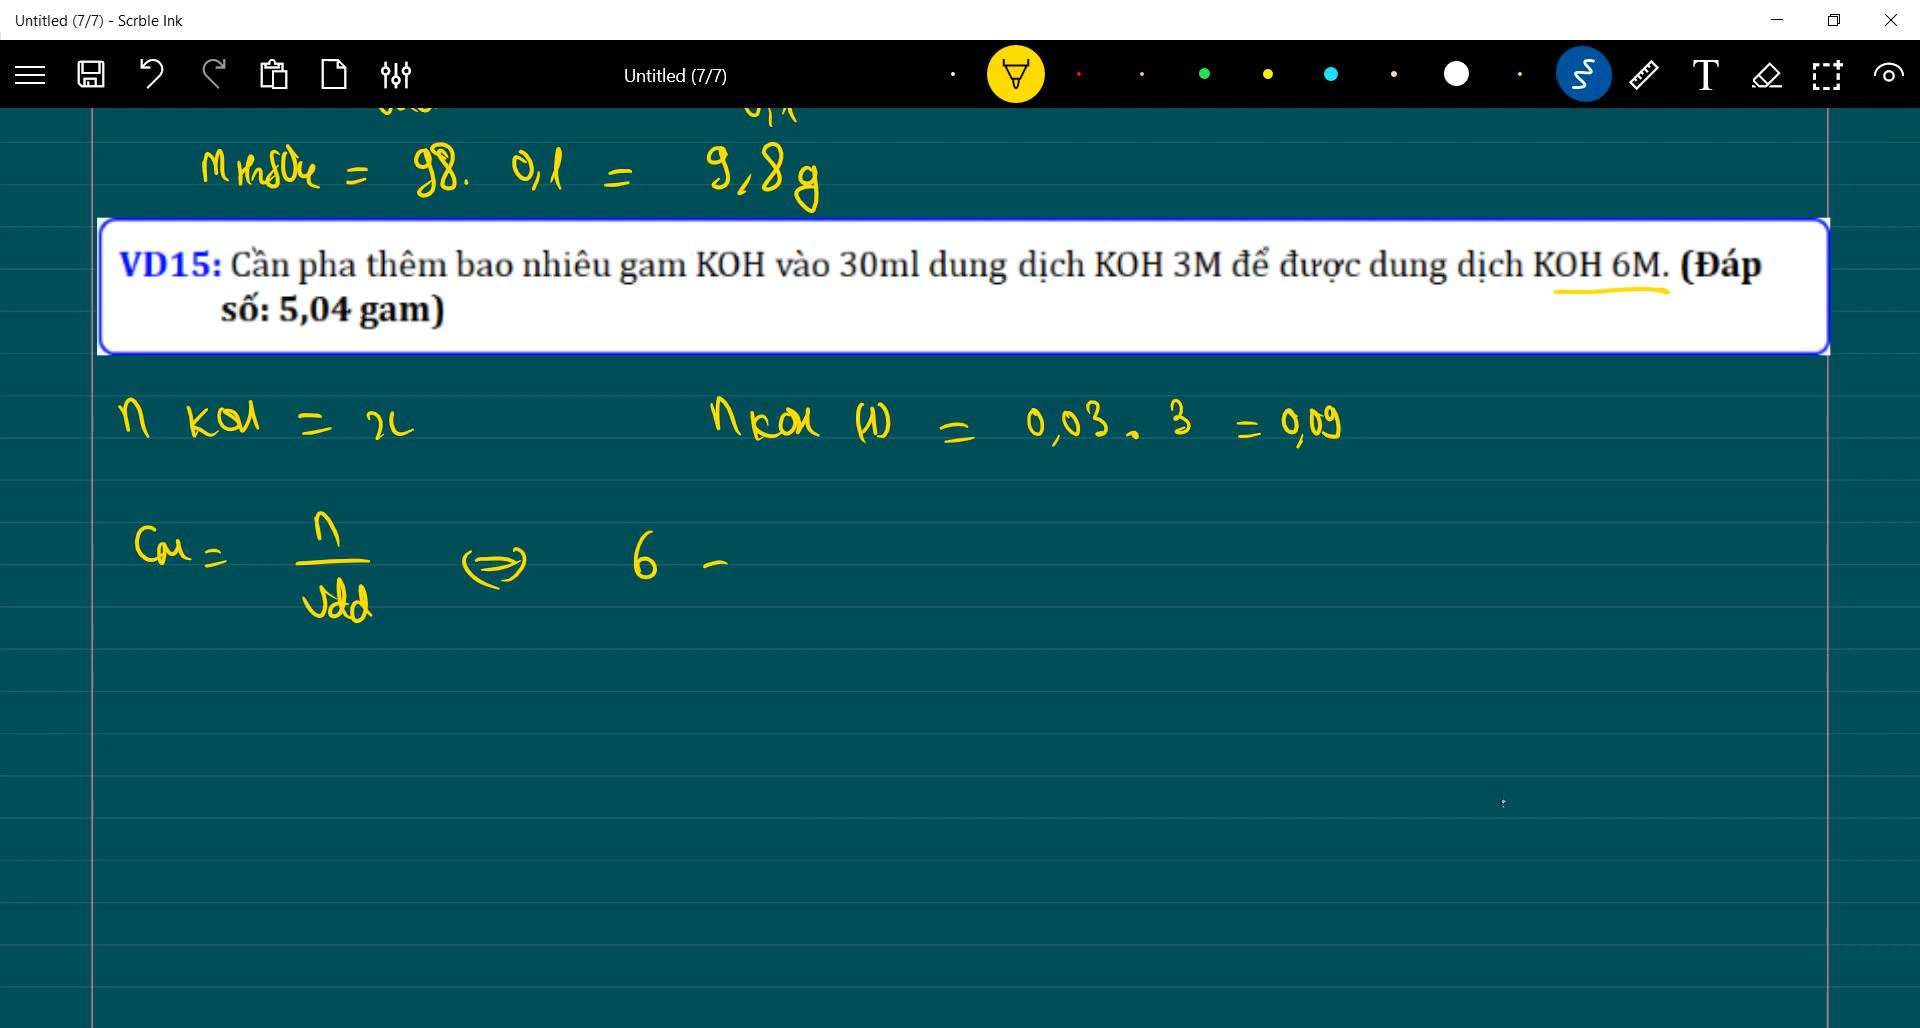 Untitled (7/7) - Scrble Ink
Untitled (7/7)
T
= 98. 0,1 = 9,8g
VD15: Cần pha thêm bao nhiêu gam KOH vào 30ml dung dịch KOH 3M để được dung dịch KOH 6M. (Đáp
số: 5,04 gam)
n KOH = x n KOH (1) = 0,03 . 3 = 0,09
CM = n / Vdd ⇔ 6 -